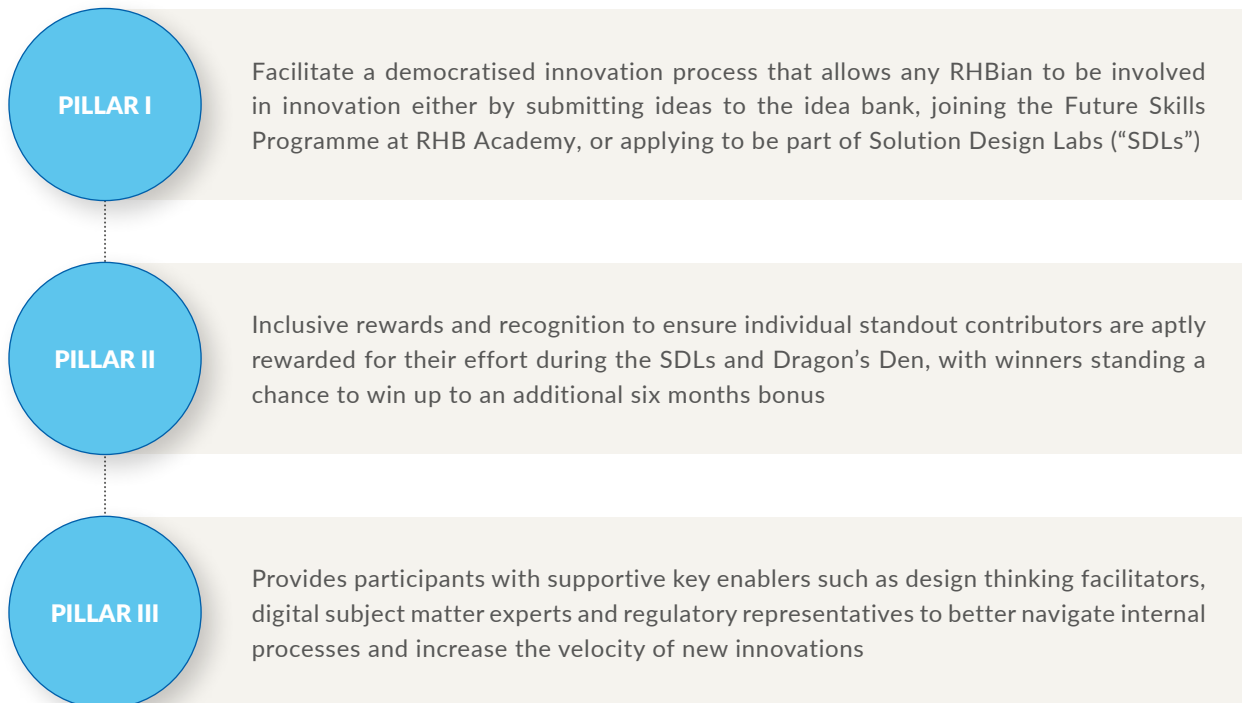 PILLAR I
Facilitate a democratised innovation process that allows any RHBian to be involved
in innovation either by submitting ideas to the idea bank, joining the Future Skills
Programme at RHB Academy, or applying to be part of Solution Design Labs (“SDLs”)
PILLAR II
Inclusive rewards and recognition to ensure individual standout contributors are aptly
rewarded for their effort during the SDLs and Dragon’s Den, with winners standing a
chance to win up to an additional six months bonus
PILLAR III
Provides participants with supportive key enablers such as design thinking facilitators,
digital subject matter experts and regulatory representatives to better navigate internal
processes and increase the velocity of new innovations